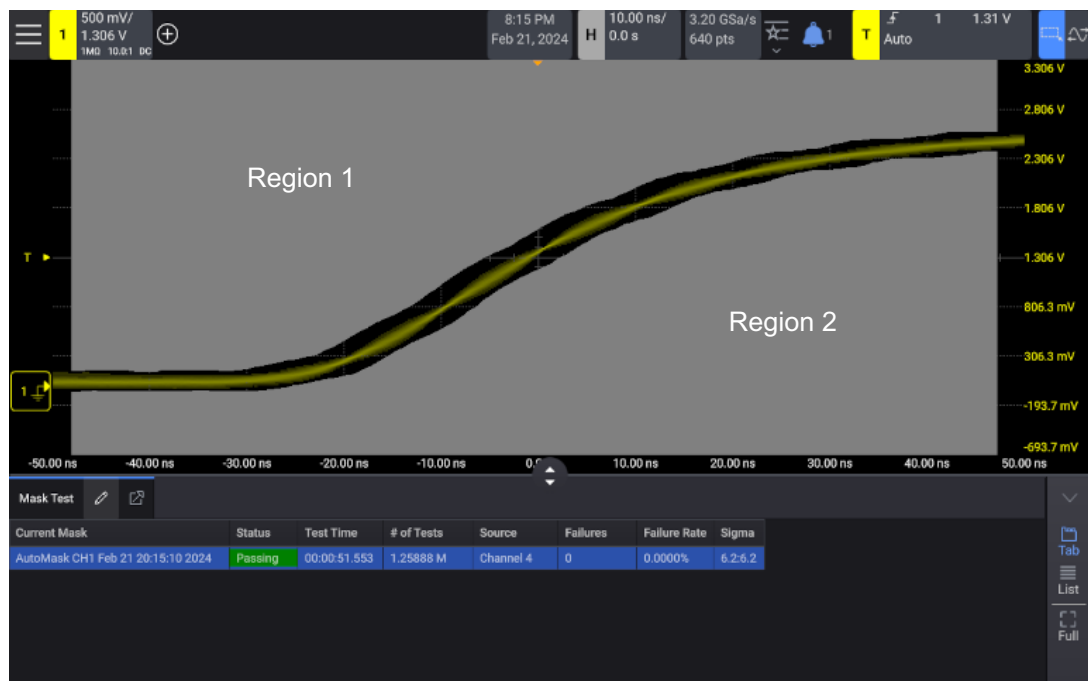 500 mV/
1 1.306 V
1MΩ 10.0:1 DC
8:15 PM
Feb 21, 2024
H 10.00 ns/
0.0 s
3.20 GSa/s
640 pts
1
T 1 1.31 V
Auto
3.306 V
2.806 V
2.306 V
1.806 V
1.306 V
806.3 mV
306.3 mV
-193.7 mV
-693.7 mV
Region 1
Region 2
T
1
-50.00 ns -40.00 ns -30.00 ns -20.00 ns -10.00 ns 10.00 ns 20.00 ns 30.00 ns 40.00 ns 50.00 ns
Mask Test
Current Mask Status Test Time # of Tests Source Failures Failure Rate Sigma
AutoMask CH1 Feb 21 20:15:10 2024 Passing 00:00:51.553 1.25888 M Channel 4 0 0.0000% 6.2:6.2
Tab
List
Full